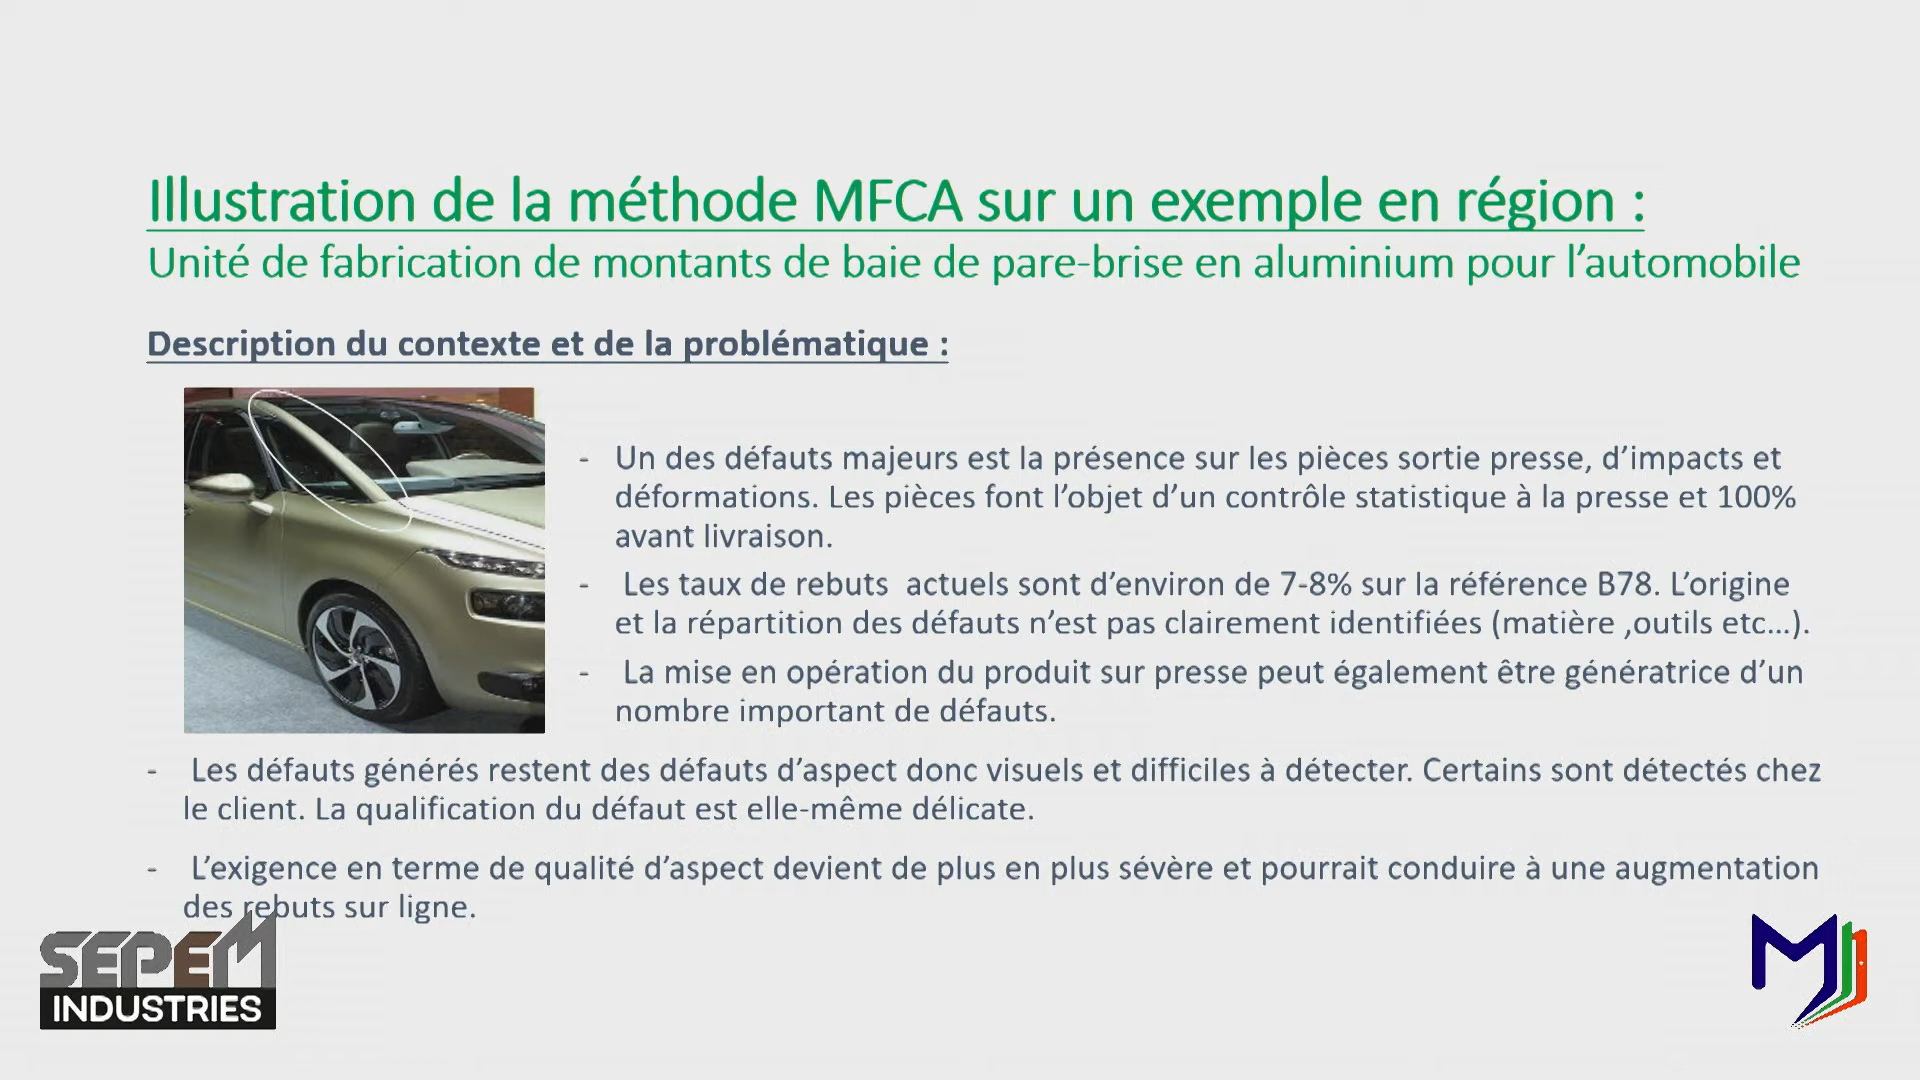 Illustration de la méthode MFCA sur un exemple en région :
Unité de fabrication de montants de baie de pare-brise en aluminium pour l’automobile
Description du contexte et de la problématique :
- Un des défauts majeurs est la présence sur les pièces sortie presse, d’impacts et
déformations. Les pièces font l’objet d’un contrôle statistique à la presse et 100%
avant livraison.
- Les taux de rebuts actuels sont d’environ de 7-8% sur la référence B78. L’origine
et la répartition des défauts n’est pas clairement identifiées (matière ,outils etc…).
- La mise en opération du produit sur presse peut également être génératrice d’un
nombre important de défauts.
- Les défauts générés restent des défauts d’aspect donc visuels et difficiles à détecter. Certains sont détectés chez
le client. La qualification du défaut est elle-même délicate.
- L’exigence en terme de qualité d’aspect devient de plus en plus sévère et pourrait conduire à une augmentation
des rebuts sur ligne.
SEPEM
INDUSTRIES